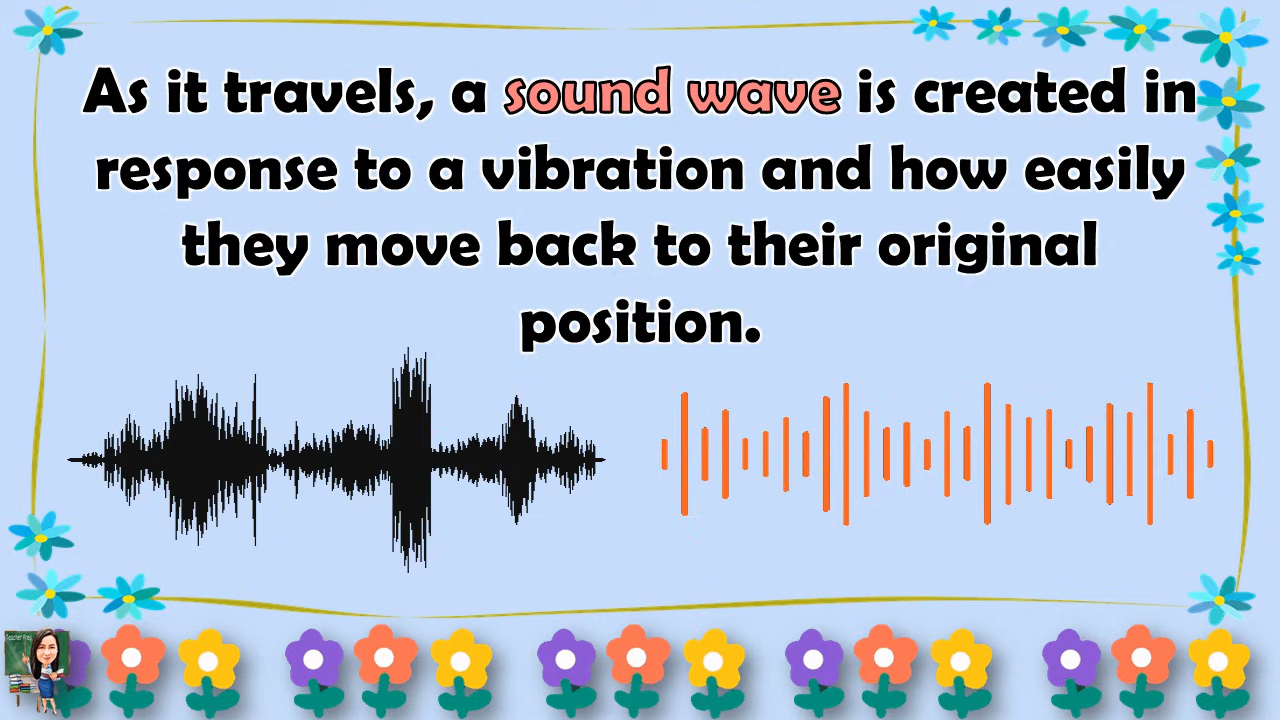 As it travels, a sound wave is created in
response to a vibration and how easily
they move back to their original
position.